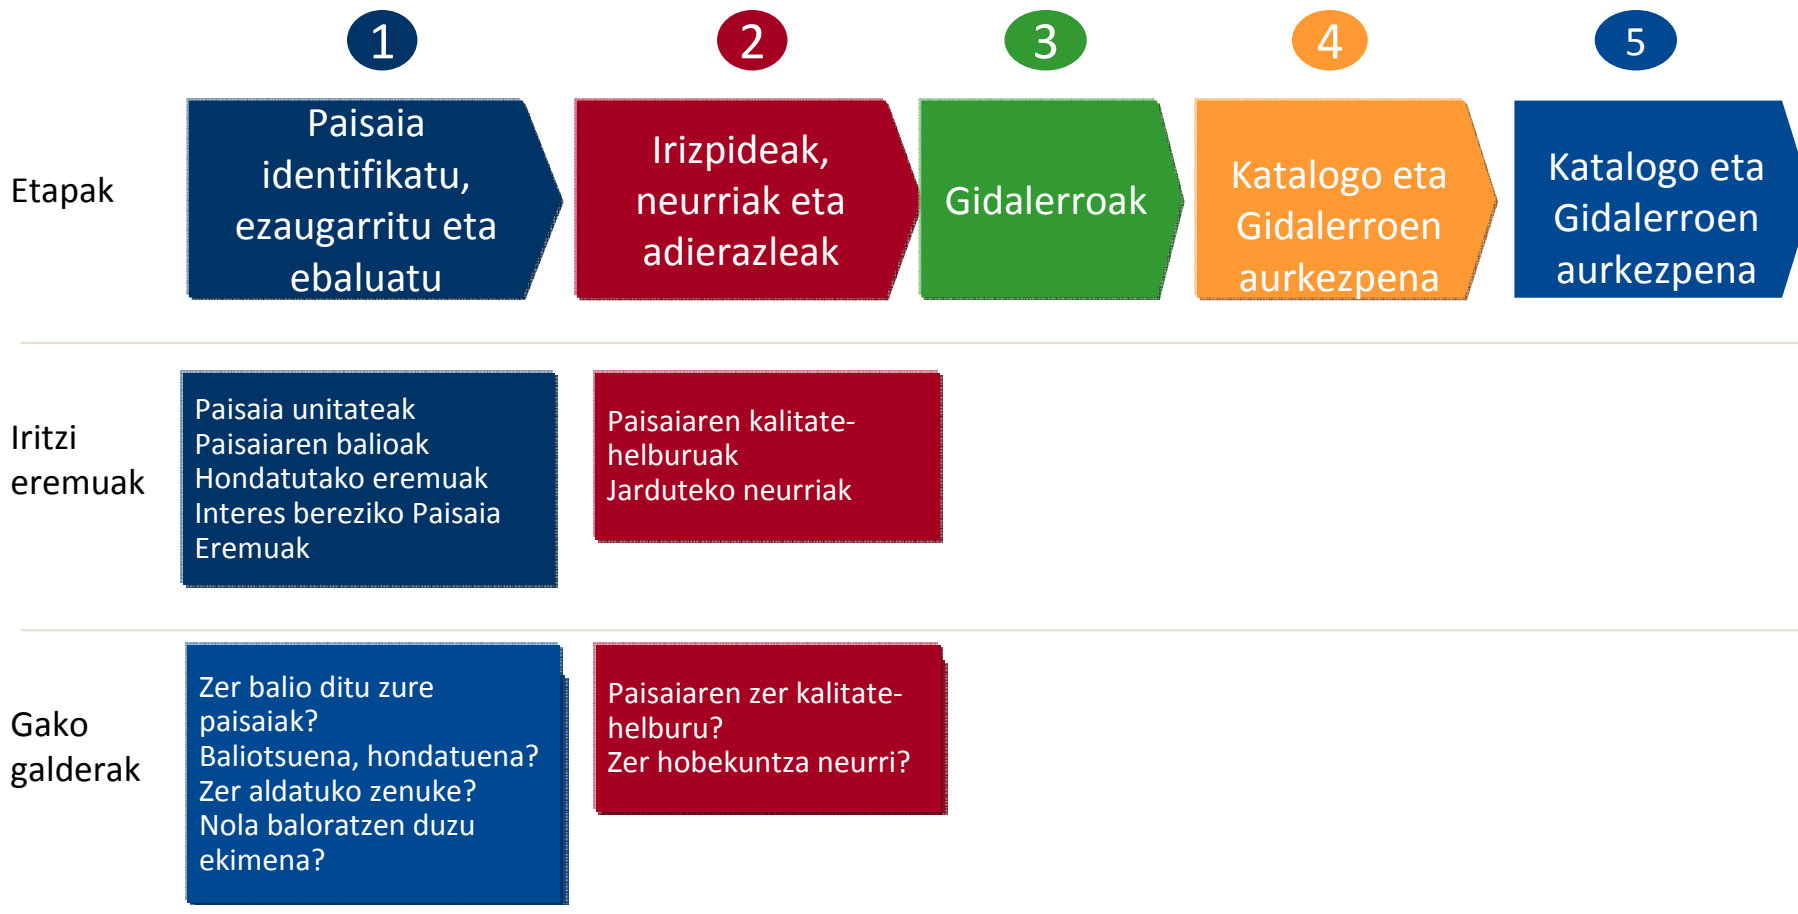 1
2
3
4
5
Etapak
Paisaia
identifikatu,
ezaugarritu eta
ebaluatu
Irizpideak,
neurriak eta
adierazleak
Gidalerroak
Katalogo eta
Gidalerroen
aurkezpena
Katalogo eta
Gidalerroen
aurkezpena
Iritzi
eremuak
Paisaia unitateak
Paisaiaren balioak
Hondatutako eremuak
Interes bereziko Paisaia
Eremuak
Paisaiaren kalitate-
helburuak
Jarduteko neurriak
Gako
galderak
Zer balio ditu zure
paisaiak?
Baliotsuena, hondatuena?
Zer aldatuko zenuke?
Nola baloratzen duzu
ekimena?
Paisaiaren zer kalitate-
helburu?
Zer hobekuntza neurri?